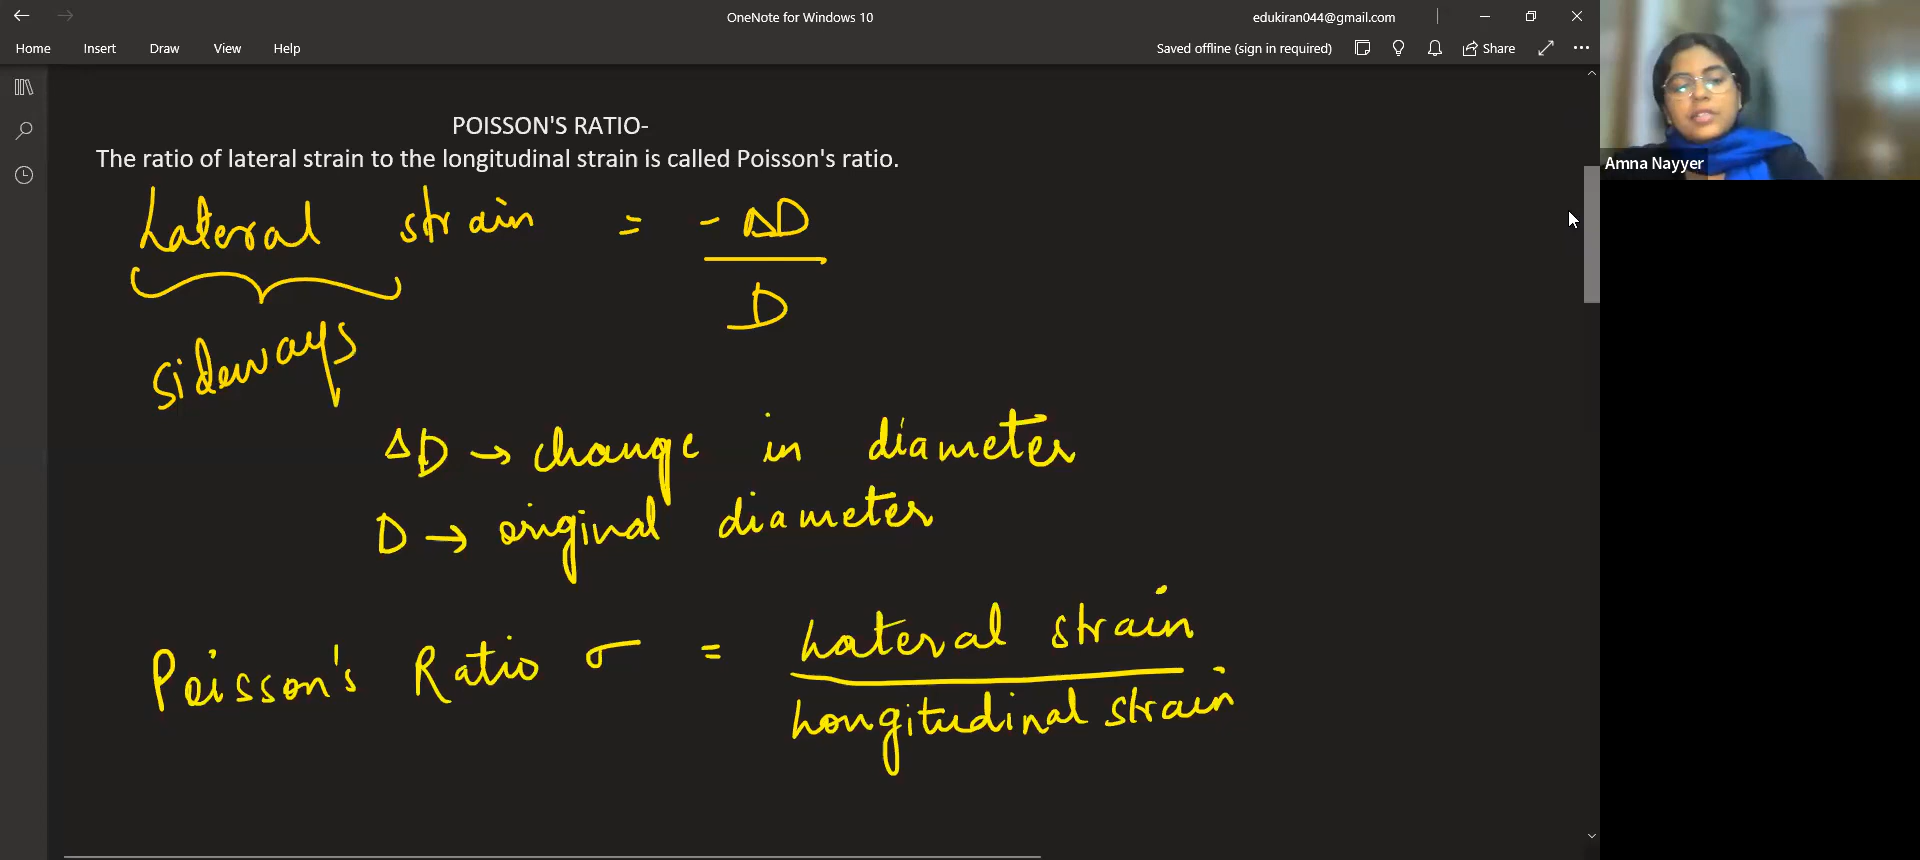 OneNote for Windows 10
edukiran044@gmail.com
Home Insert Draw View Help
Saved offline (sign in required) Share
POISSON'S RATIO-
The ratio of lateral strain to the longitudinal strain is called Poisson's ratio.
Lateral strain = - ΔD
D
sideways
ΔD → change in diameter
D → original diameter
Poisson's Ratio σ = Lateral strain
Longitudinal strain
Amna Nayyer